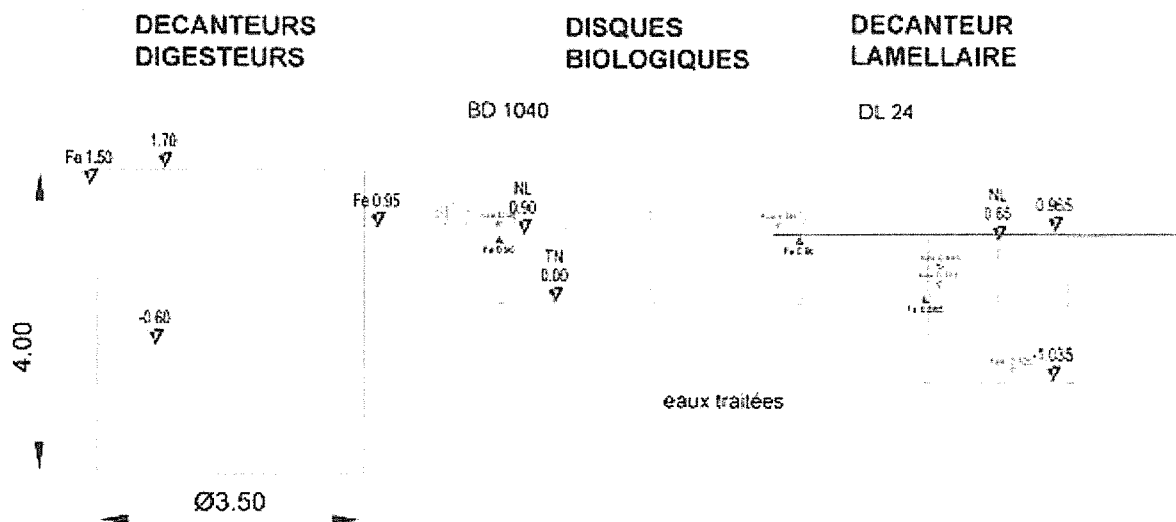 DECANTEURS
DIGESTEURS
DISQUES
BIOLOGIQUES
DECANTEUR
LAMELLAIRE
BD 1040
DL 24
1.70
Fe 1.50
Fe 0.95
NL
0.90
TN
0.00
NL
0.65
0.965
-0.60
4.00
-1.035
eaux traitées
Ø3.50